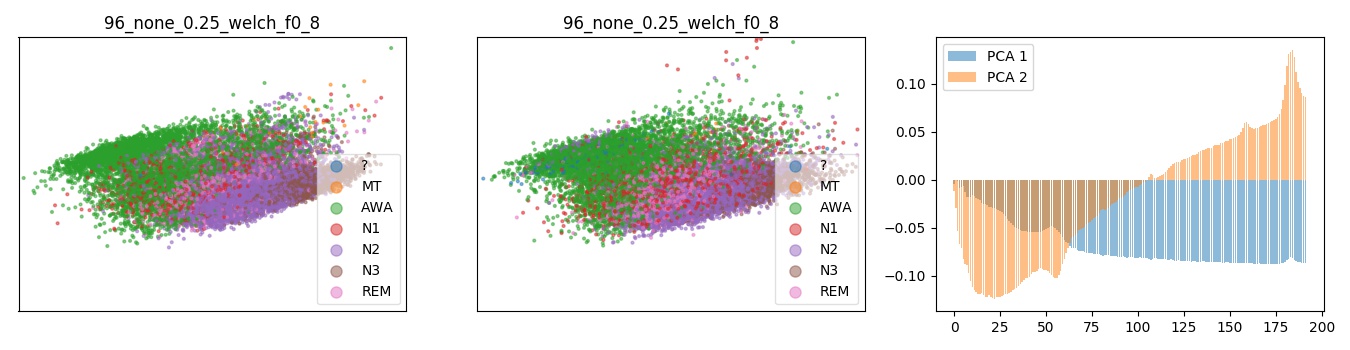 96_none_0.25_welch_f0_8
?
MT
AWA
N1
N2
N3
REM
96_none_0.25_welch_f0_8
?
MT
AWA
N1
N2
N3
REM
PCA 1
PCA 2
0.10
0.05
0.00
−0.05
−0.10
0 25 50 75 100 125 150 175 200